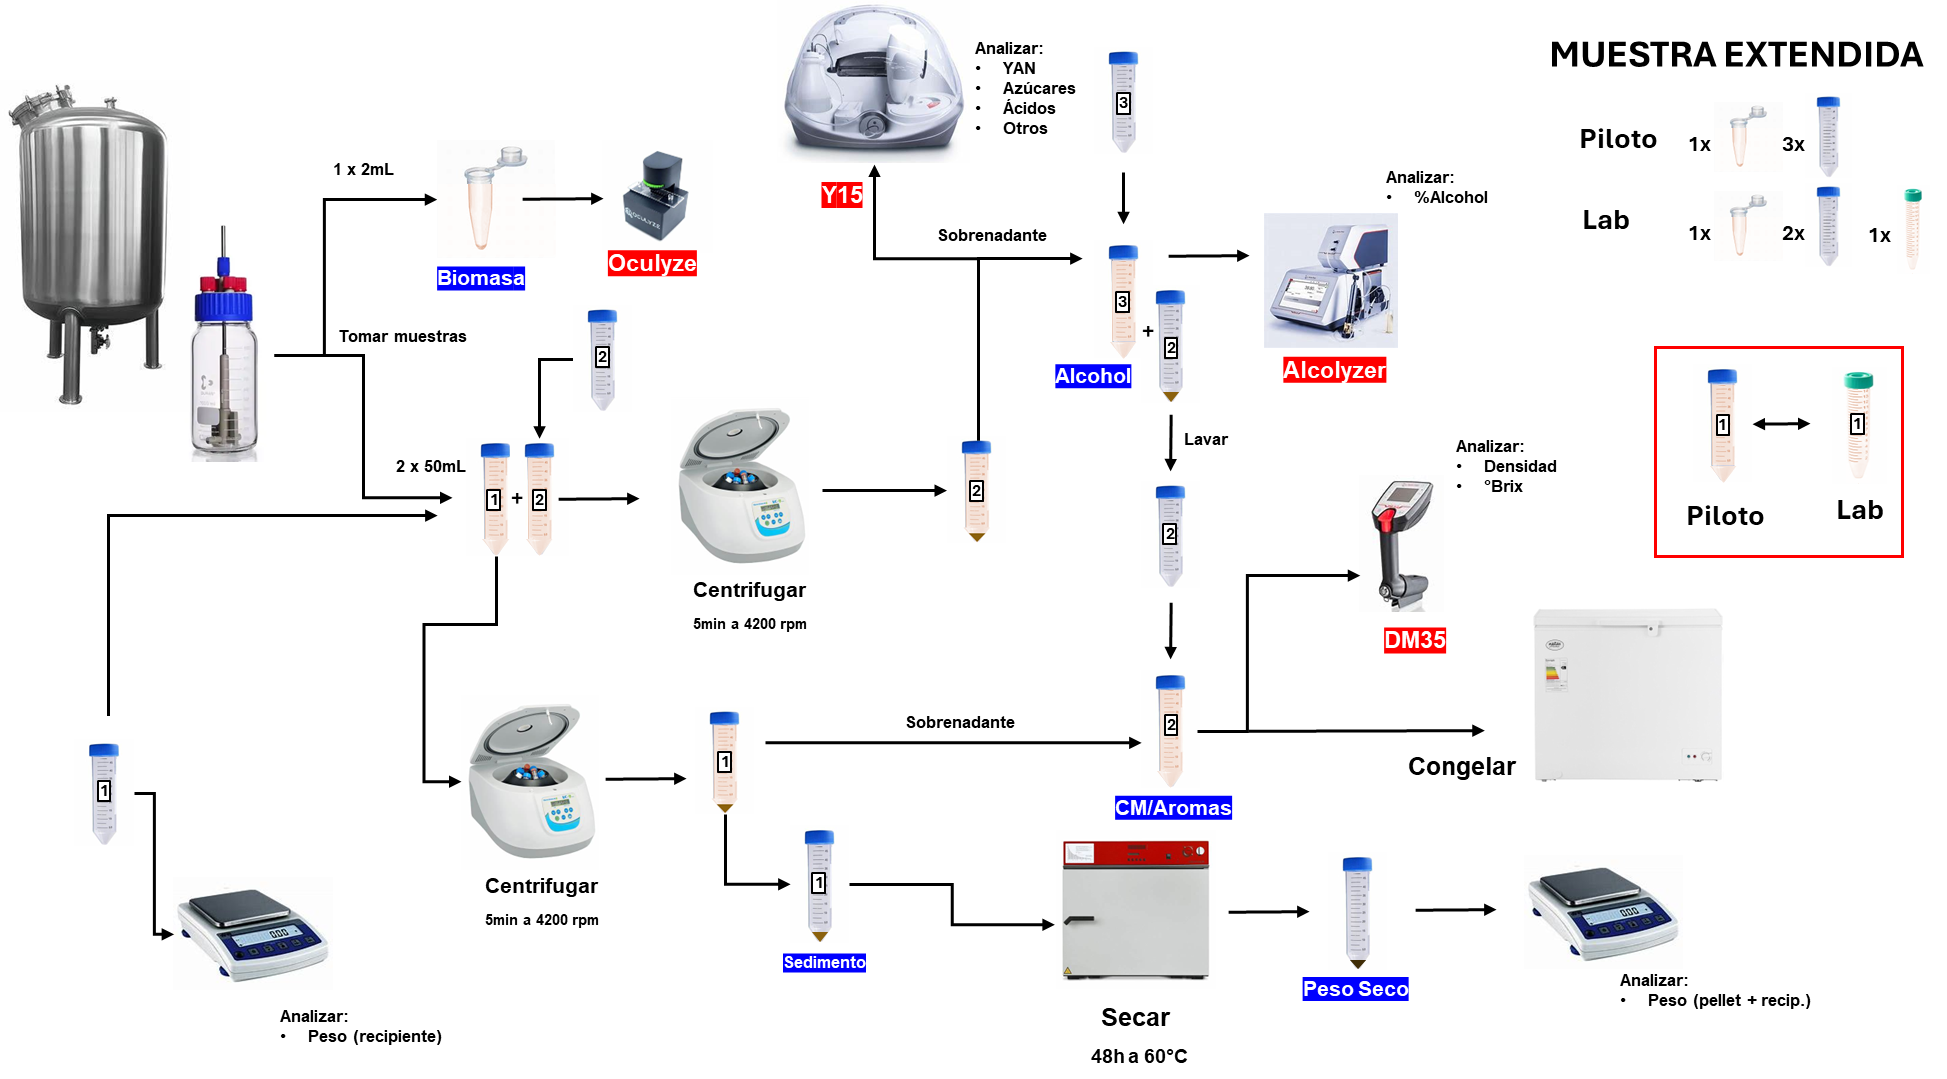 MUESTRA EXTENDIDA
Piloto
1x
3x
Lab
1x
2x
1x
Analizar:
• YAN
• Azúcares
• Ácidos
• Otros
3
Y15
1 x 2mL
Biomasa
OCULYZE
Oculyze
Tomar muestras
2
2 x 50mL
1
+
2
Centrifugar
5min a 4200 rpm
2
Sobrenadante
3
+
2
Alcohol
Analizar:
• %Alcohol
Alcolyzer
Lavar
2
Analizar:
• Densidad
• °Brix
DM35
1
1
Piloto
Lab
1
Analizar:
• Peso (recipiente)
Centrifugar
5min a 4200 rpm
1
Sobrenadante
2
CM/Aromas
Congelar
1
Sedimento
Secar
48h a 60°C
Peso Seco
Analizar:
• Peso (pellet + recip.)